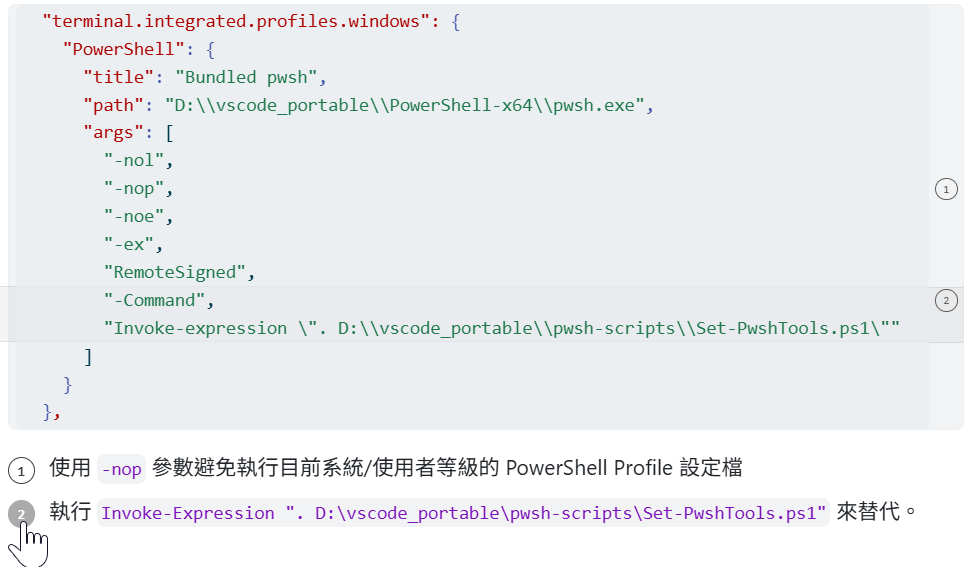 "terminal.integrated.profiles.windows": {
"PowerShell": {
"title": "Bundled pwsh",
"path": "D:\\vscode_portable\\PowerShell-x64\\pwsh.exe",
"args": [
"-nol",
"-nop",
1
"-noe",
"-ex",
"RemoteSigned",
"-Command",
2
"Invoke-expression \". D:\\vscode_portable\\pwsh-scripts\\Set-PwshTools.ps1\""
]
}
},
1 使用 -nop 參數避免執行目前系統/使用者等級的 PowerShell Profile 設定檔
2 執行 Invoke-Expression ". D:\vscode_portable\pwsh-scripts\Set-PwshTools.ps1" 來替代。